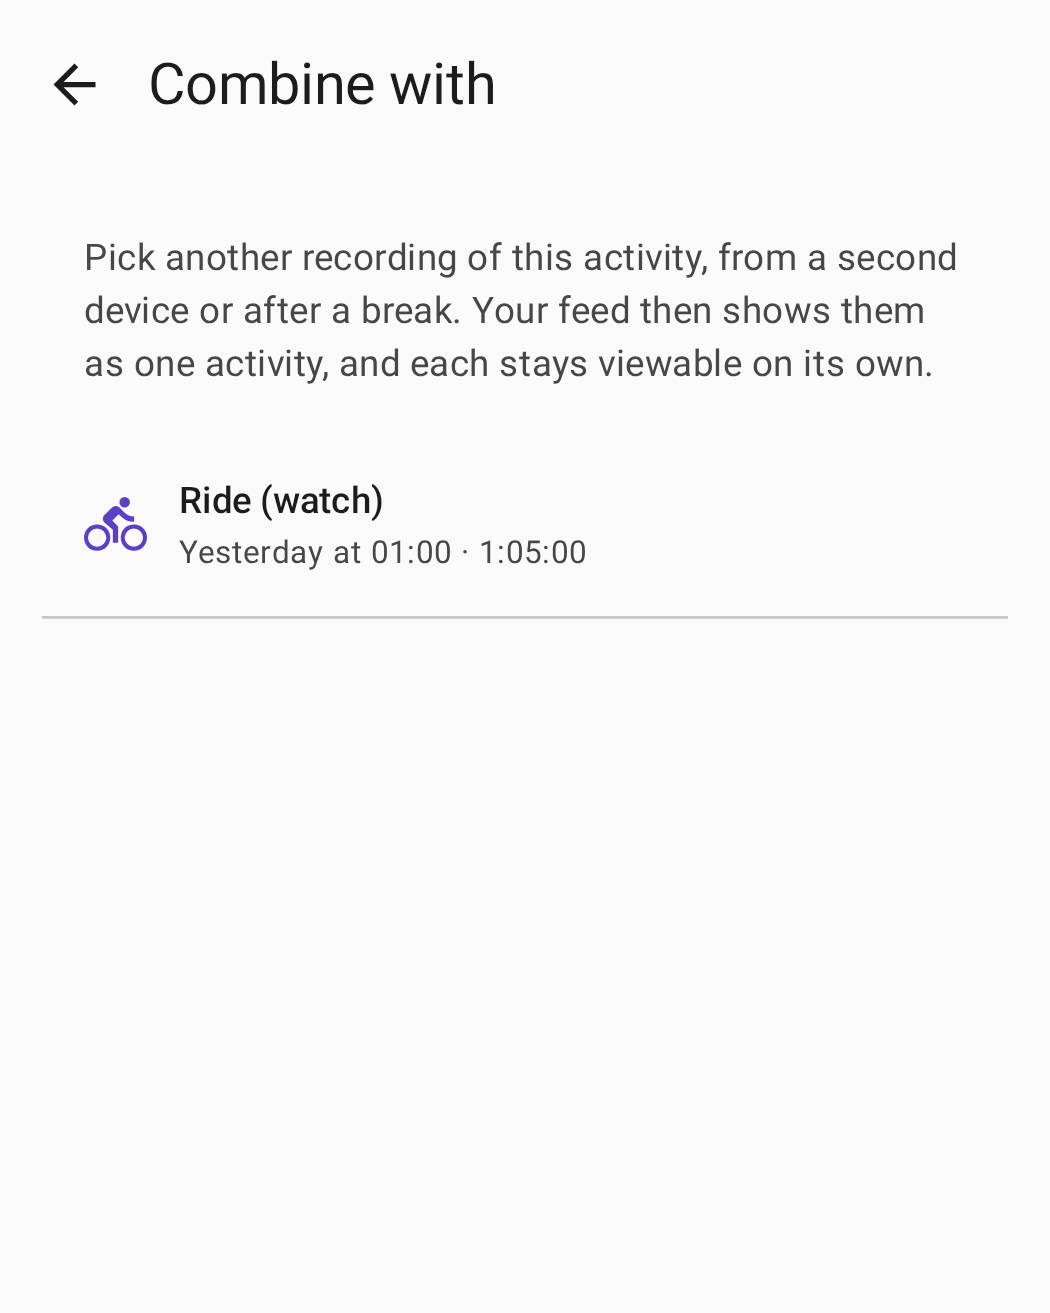 Combine with
Pick another recording of this activity, from a second
device or after a break. Your feed then shows them
as one activity, and each stays viewable on its own.
Ride (watch)
Yesterday at 01:00 · 1:05:00